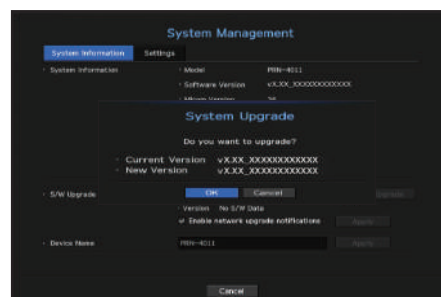 System Management
System Information Settings
· System Information · Model PRN-4011
· Software Version vX.XX_XXXXXXXXXXXX
· Micom Version
System Upgrade
Do you want to upgrade?
· Current Version vX.XX_XXXXXXXXXXXX
· New Version vX.XX_XXXXXXXXXXXX
· S/W Upgrade OK Cancel Upgrade
· Version No S/W Data
Enable network upgrade notifications Apply
· Device Name PRN-4011 Apply
Cancel